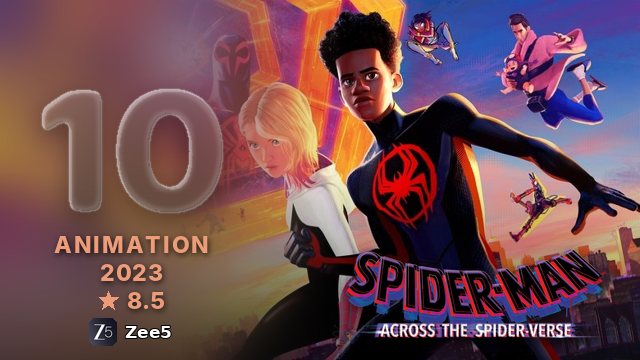 10
ANIMATION
2023
★ 8.5
Z5 Zee5
SPIDER-MAN
ACROSS THE SPIDER-VERSE